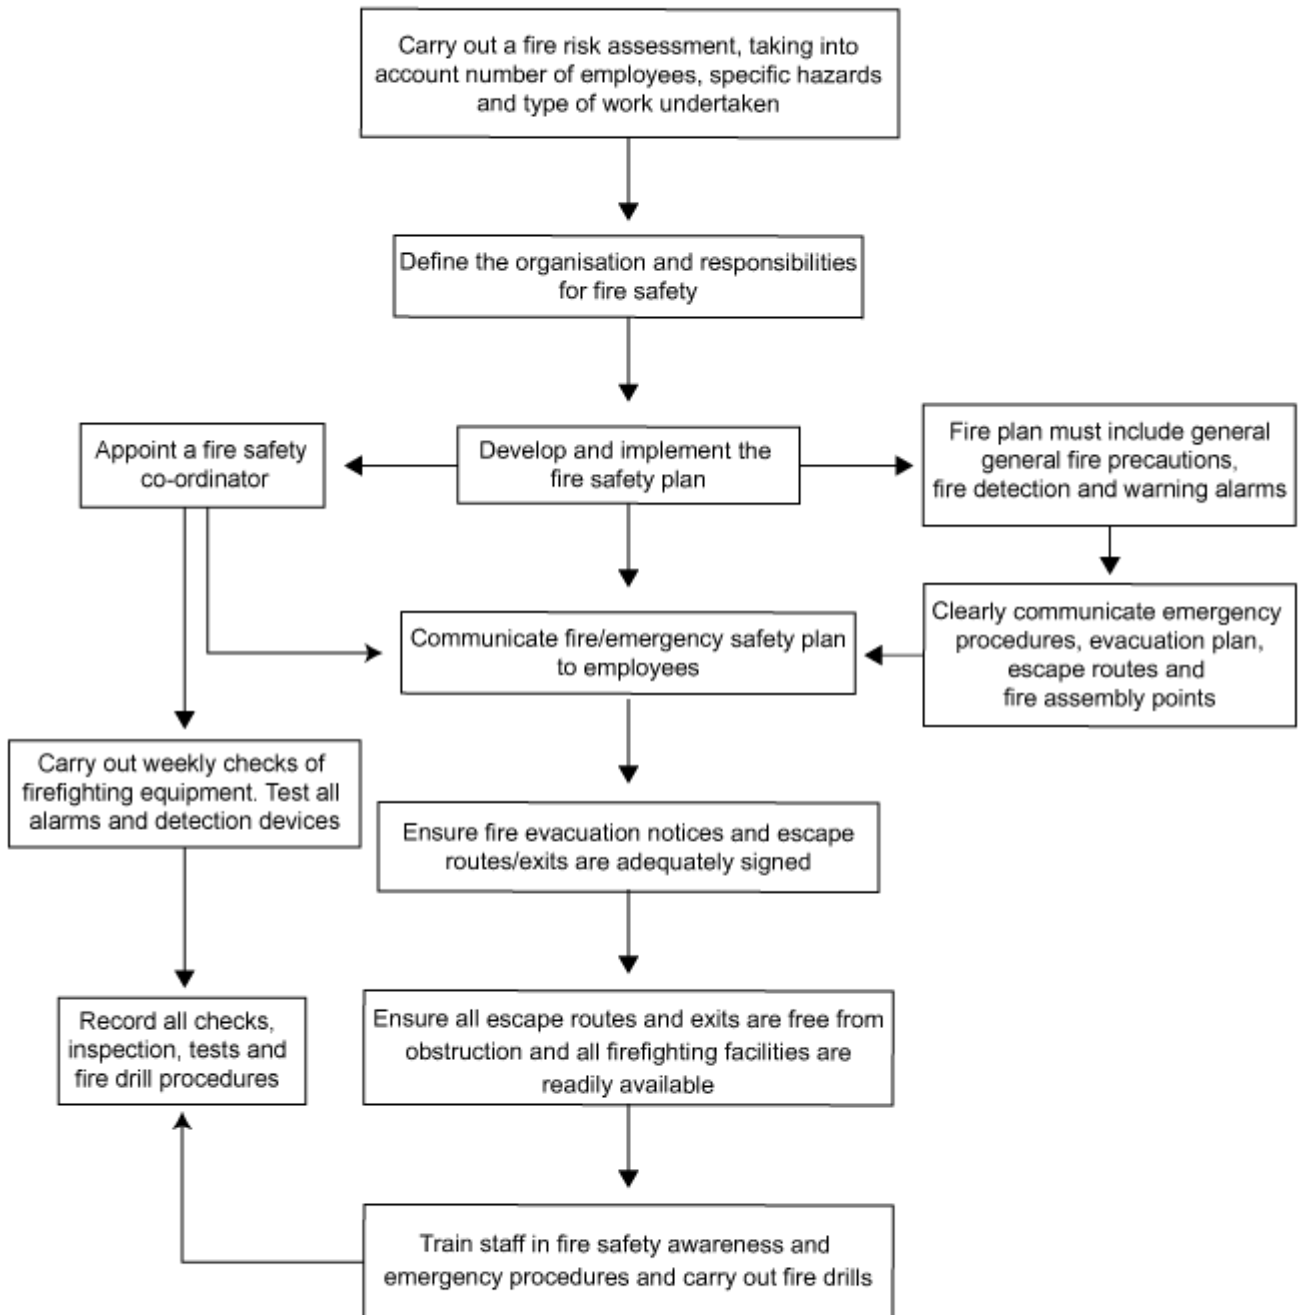 Carry out a fire risk assessment, taking into
account number of employees, specific hazards
and type of work undertaken
Define the organisation and responsibilities
for fire safety
Appoint a fire safety
co-ordinator
Develop and implement the
fire safety plan
Fire plan must include general
general fire precautions,
fire detection and warning alarms
Communicate fire/emergency safety plan
to employees
Clearly communicate emergency
procedures, evacuation plan,
escape routes and
fire assembly points
Carry out weekly checks of
firefighting equipment. Test all
alarms and detection devices
Ensure fire evacuation notices and escape
routes/exits are adequately signed
Record all checks,
inspection, tests and
fire drill procedures
Ensure all escape routes and exits are free from
obstruction and all firefighting facilities are
readily available
Train staff in fire safety awareness and
emergency procedures and carry out fire drills